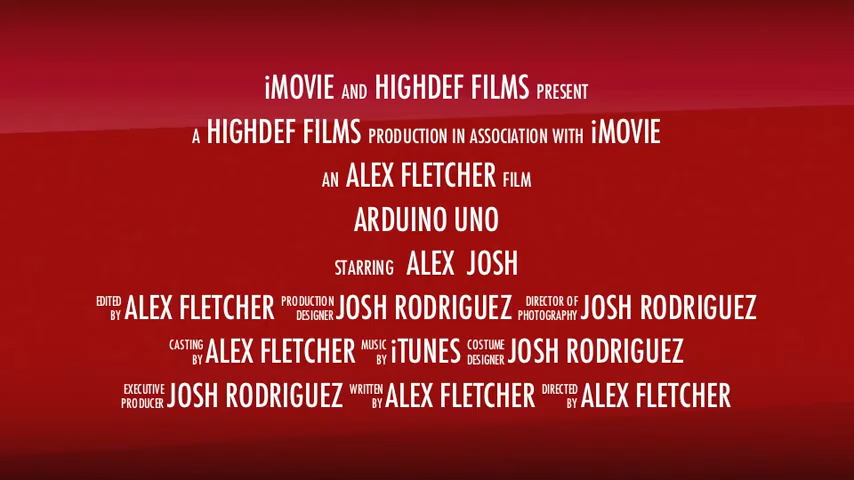 iMOVIE AND HIGHDEF FILMS PRESENT
A HIGHDEF FILMS PRODUCTION IN ASSOCIATION WITH iMOVIE
AN ALEX FLETCHER FILM
ARDUINO UNO
STARRING ALEX JOSH
EDITED BY ALEX FLETCHER PRODUCTION DESIGNER JOSH RODRIGUEZ DIRECTOR OF PHOTOGRAPHY JOSH RODRIGUEZ
CASTING BY ALEX FLETCHER MUSIC BY iTUNES COSTUME DESIGNER JOSH RODRIGUEZ
EXECUTIVE PRODUCER JOSH RODRIGUEZ WRITTEN BY ALEX FLETCHER DIRECTED BY ALEX FLETCHER